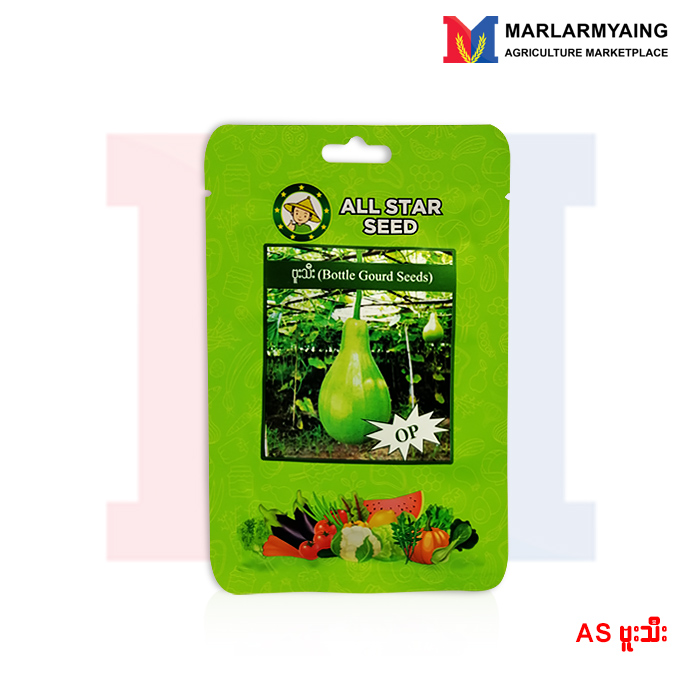 MARLARMYAING
AGRICULTURE MARKETPLACE
ALL STAR
SEED
ဗူးသီး (Bottle Gourd Seeds)
OP
AS ဗူးသီး